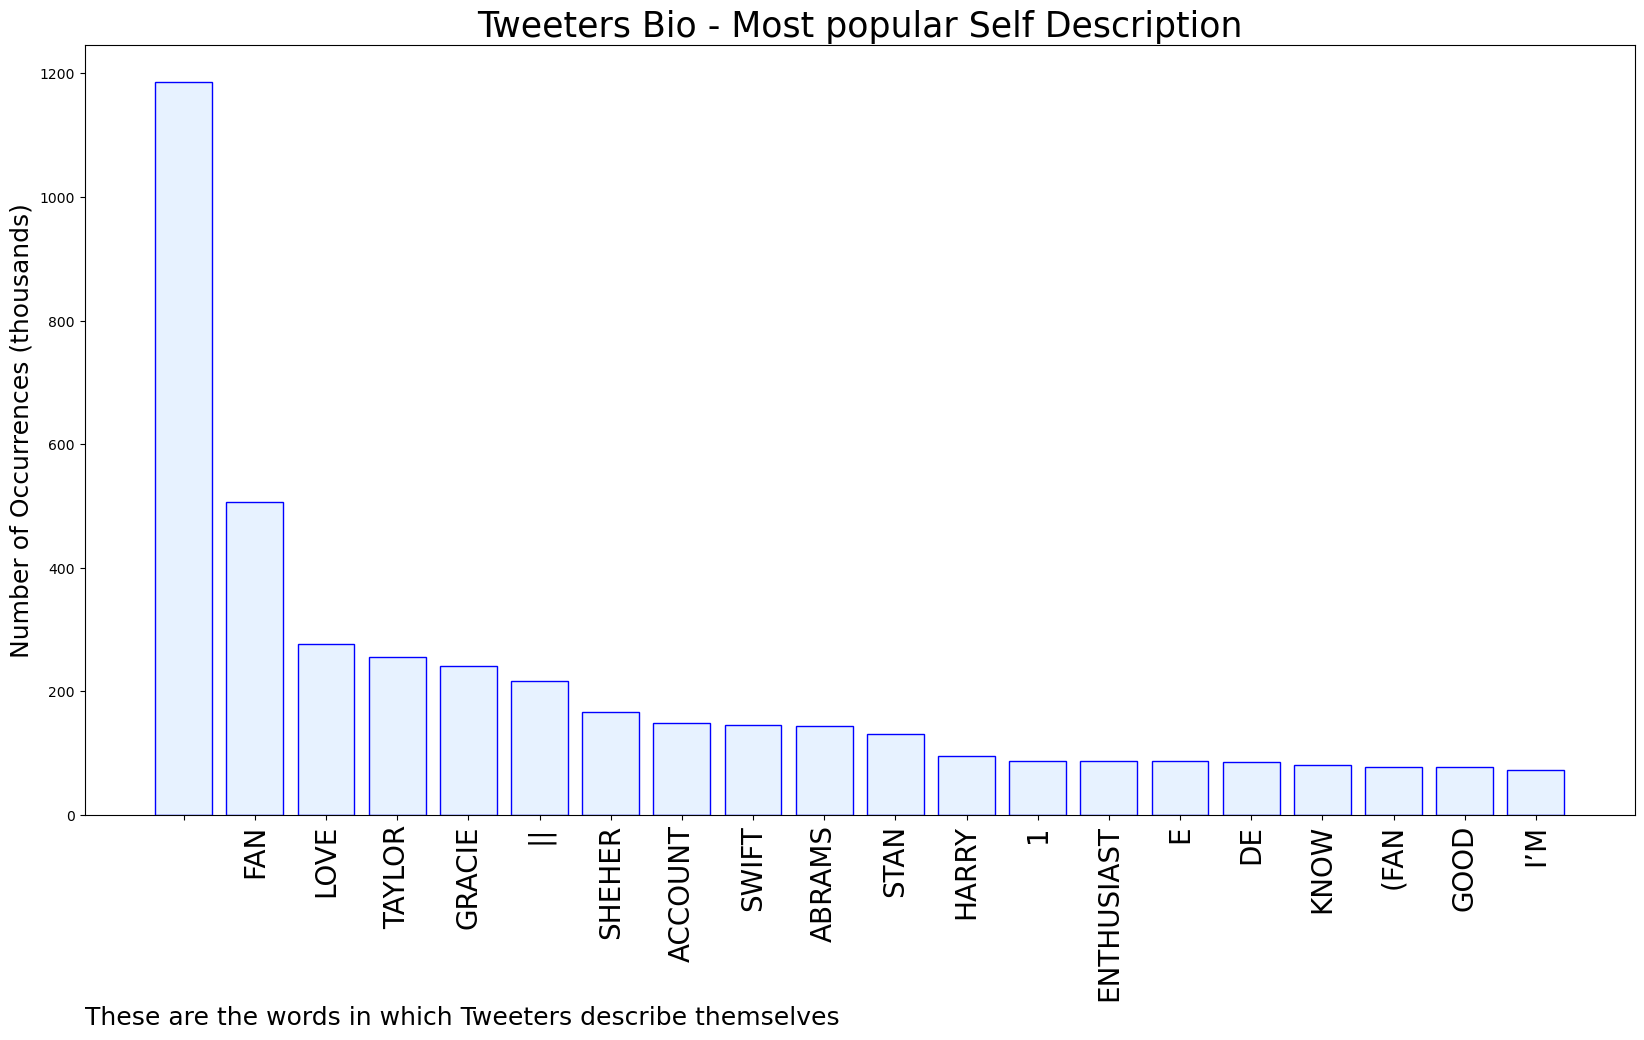 Tweeters Bio - Most popular Self Description
Number of Occurrences (thousands)
1200
1000
800
600
400
200
0
FAN
LOVE
TAYLOR
GRACIE
||
SHEHER
ACCOUNT
SWIFT
ABRAMS
STAN
HARRY
1
ENTHUSIAST
E
DE
KNOW
(FAN
GOOD
I’M
These are the words in which Tweeters describe themselves